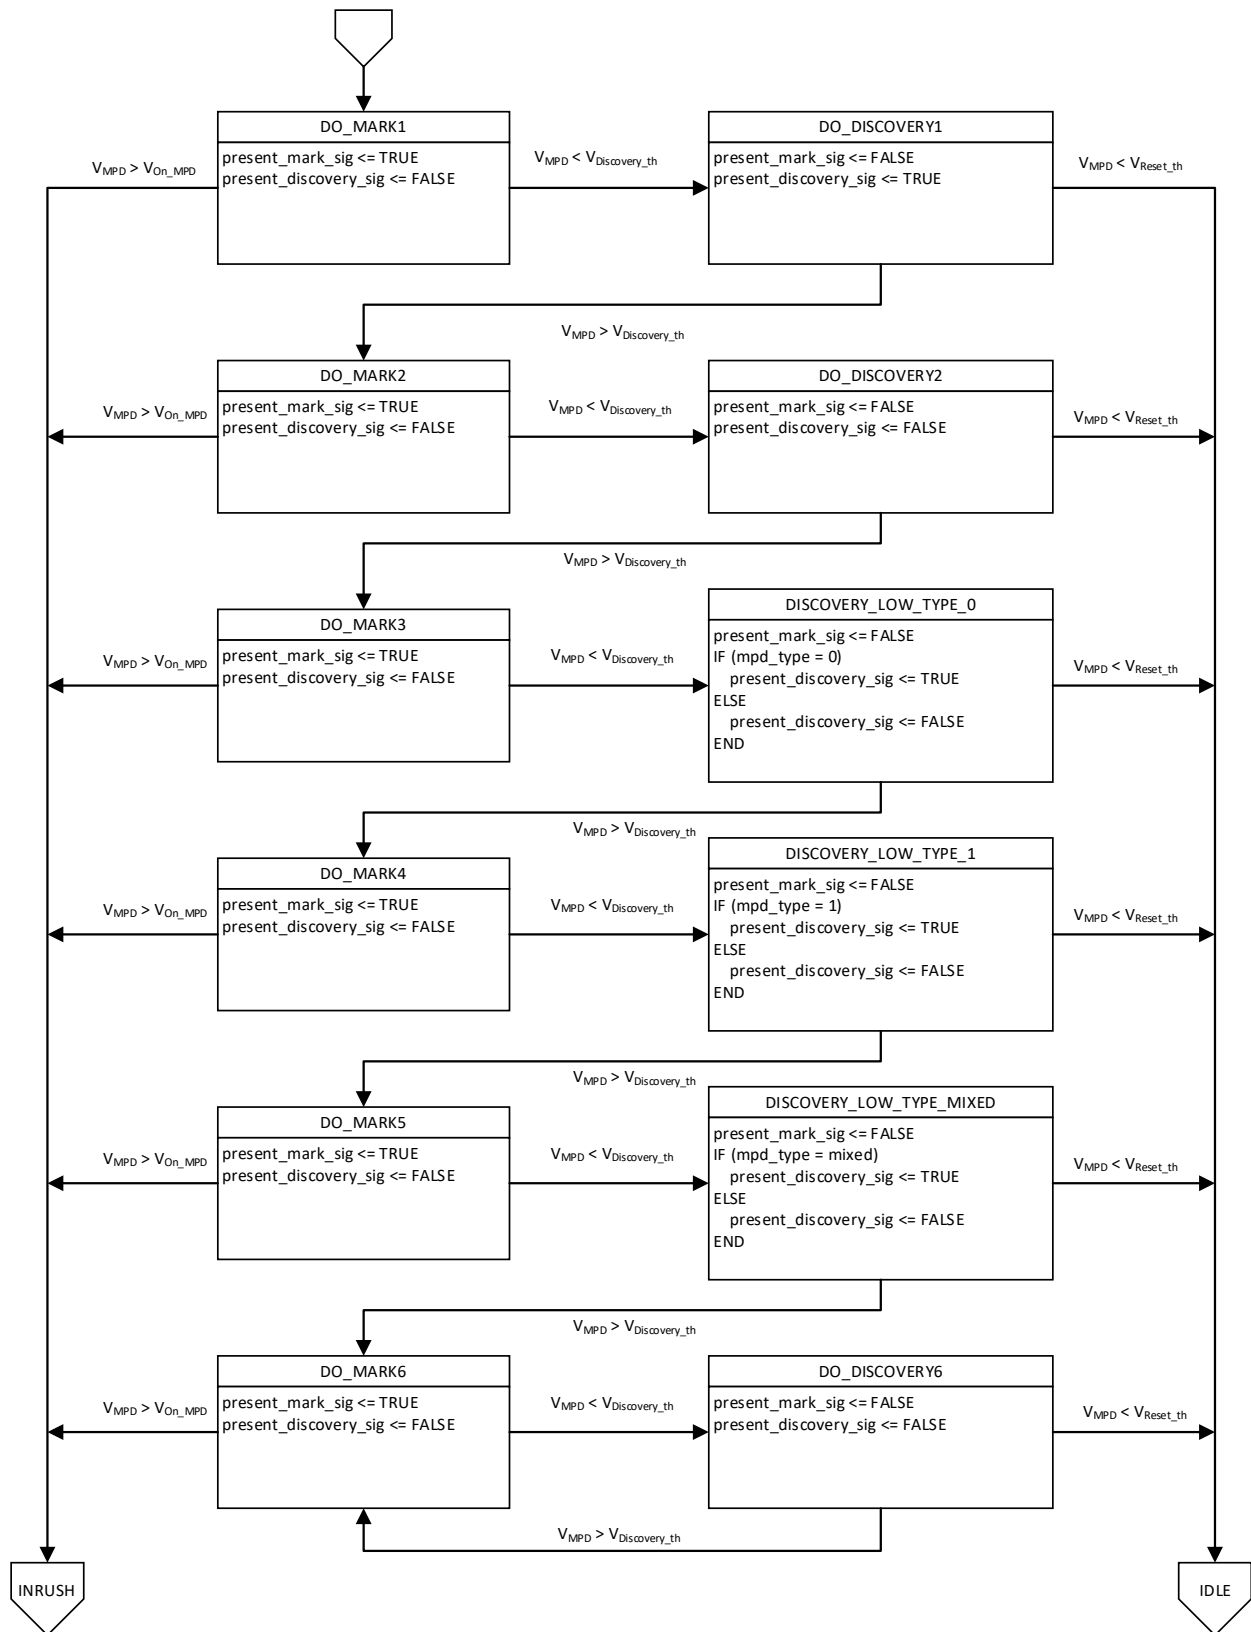 DO_MARK1
present_mark_sig <= TRUE
present_discovery_sig <= FALSE
V_MPD > V_On_MPD
V_MPD < V_Discovery_th
DO_DISCOVERY1
present_mark_sig <= FALSE
present_discovery_sig <= TRUE
V_MPD < V_Reset_th
V_MPD > V_Discovery_th
DO_MARK2
present_mark_sig <= TRUE
present_discovery_sig <= FALSE
V_MPD > V_On_MPD
V_MPD < V_Discovery_th
DO_DISCOVERY2
present_mark_sig <= FALSE
present_discovery_sig <= FALSE
V_MPD < V_Reset_th
V_MPD > V_Discovery_th
DO_MARK3
present_mark_sig <= TRUE
present_discovery_sig <= FALSE
V_MPD > V_On_MPD
V_MPD < V_Discovery_th
DISCOVERY_LOW_TYPE_0
present_mark_sig <= FALSE
IF (mpd_type = 0)
present_discovery_sig <= TRUE
ELSE
present_discovery_sig <= FALSE
END
V_MPD < V_Reset_th
V_MPD > V_Discovery_th
DO_MARK4
present_mark_sig <= TRUE
present_discovery_sig <= FALSE
V_MPD > V_On_MPD
V_MPD < V_Discovery_th
DISCOVERY_LOW_TYPE_1
present_mark_sig <= FALSE
IF (mpd_type = 1)
present_discovery_sig <= TRUE
ELSE
present_discovery_sig <= FALSE
END
V_MPD < V_Reset_th
V_MPD > V_Discovery_th
DO_MARK5
present_mark_sig <= TRUE
present_discovery_sig <= FALSE
V_MPD > V_On_MPD
V_MPD < V_Discovery_th
DISCOVERY_LOW_TYPE_MIXED
present_mark_sig <= FALSE
IF (mpd_type = mixed)
present_discovery_sig <= TRUE
ELSE
present_discovery_sig <= FALSE
END
V_MPD < V_Reset_th
V_MPD > V_Discovery_th
DO_MARK6
present_mark_sig <= TRUE
present_discovery_sig <= FALSE
V_MPD > V_On_MPD
V_MPD < V_Discovery_th
DO_DISCOVERY6
present_mark_sig <= FALSE
present_discovery_sig <= FALSE
V_MPD < V_Reset_th
V_MPD > V_Discovery_th
INRUSH
IDLE